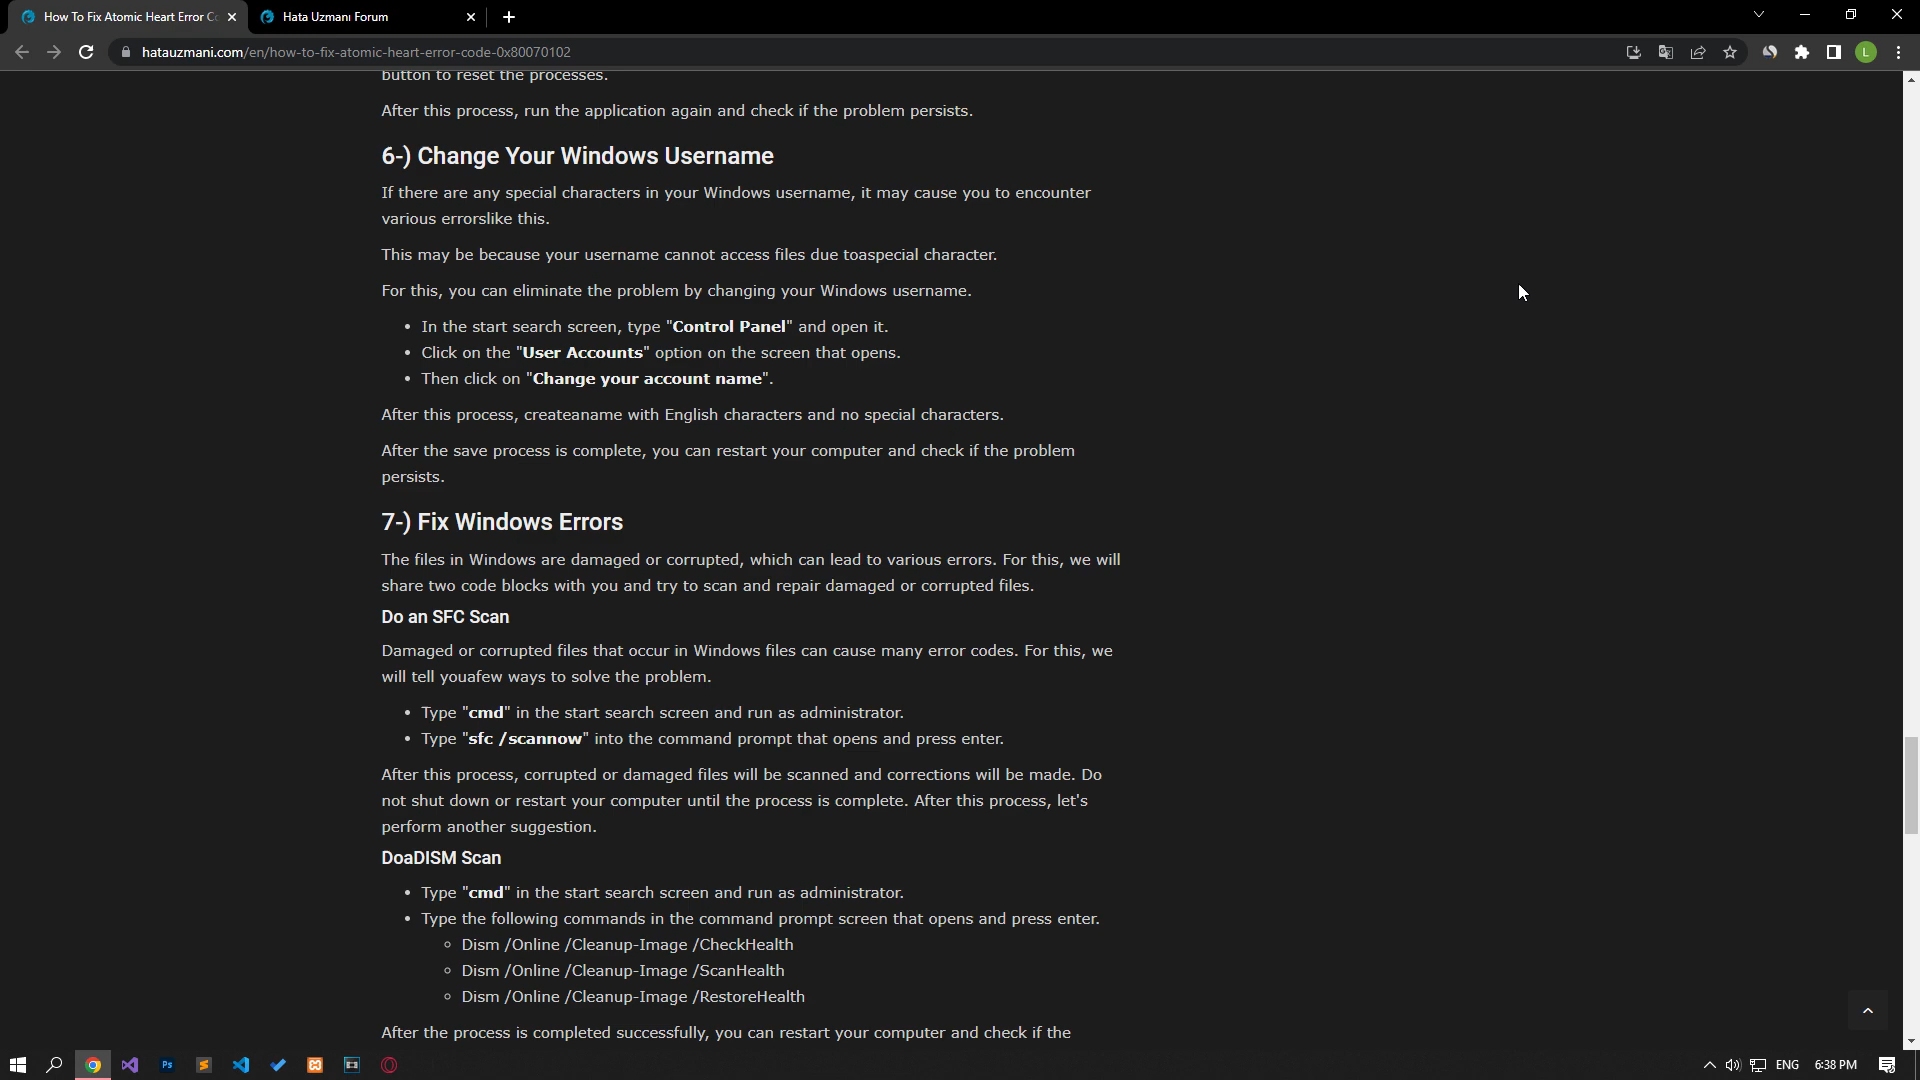 How To Fix Atomic Heart Error Co
Hata Uzmanı Forum
hatauzmani.com/en/how-to-fix-atomic-heart-error-code-0x80070102
L
button to reset the processes.
After this process, run the application again and check if the problem persists.
6-) Change Your Windows Username
If there are any special characters in your Windows username, it may cause you to encounter
various errorslike this.
This may be because your username cannot access files due toaspecial character.
For this, you can eliminate the problem by changing your Windows username.
• In the start search screen, type "Control Panel" and open it.
• Click on the "User Accounts" option on the screen that opens.
• Then click on "Change your account name".
After this process, createaname with English characters and no special characters.
After the save process is complete, you can restart your computer and check if the problem
persists.
7-) Fix Windows Errors
The files in Windows are damaged or corrupted, which can lead to various errors. For this, we will
share two code blocks with you and try to scan and repair damaged or corrupted files.
Do an SFC Scan
Damaged or corrupted files that occur in Windows files can cause many error codes. For this, we
will tell youafew ways to solve the problem.
• Type "cmd" in the start search screen and run as administrator.
• Type "sfc /scannow" into the command prompt that opens and press enter.
After this process, corrupted or damaged files will be scanned and corrections will be made. Do
not shut down or restart your computer until the process is complete. After this process, let's
perform another suggestion.
DoaDISM Scan
• Type "cmd" in the start search screen and run as administrator.
• Type the following commands in the command prompt screen that opens and press enter.
◦ Dism /Online /Cleanup-Image /CheckHealth
◦ Dism /Online /Cleanup-Image /ScanHealth
◦ Dism /Online /Cleanup-Image /RestoreHealth
After the process is completed successfully, you can restart your computer and check if the
Ps
ENG
6:38 PM